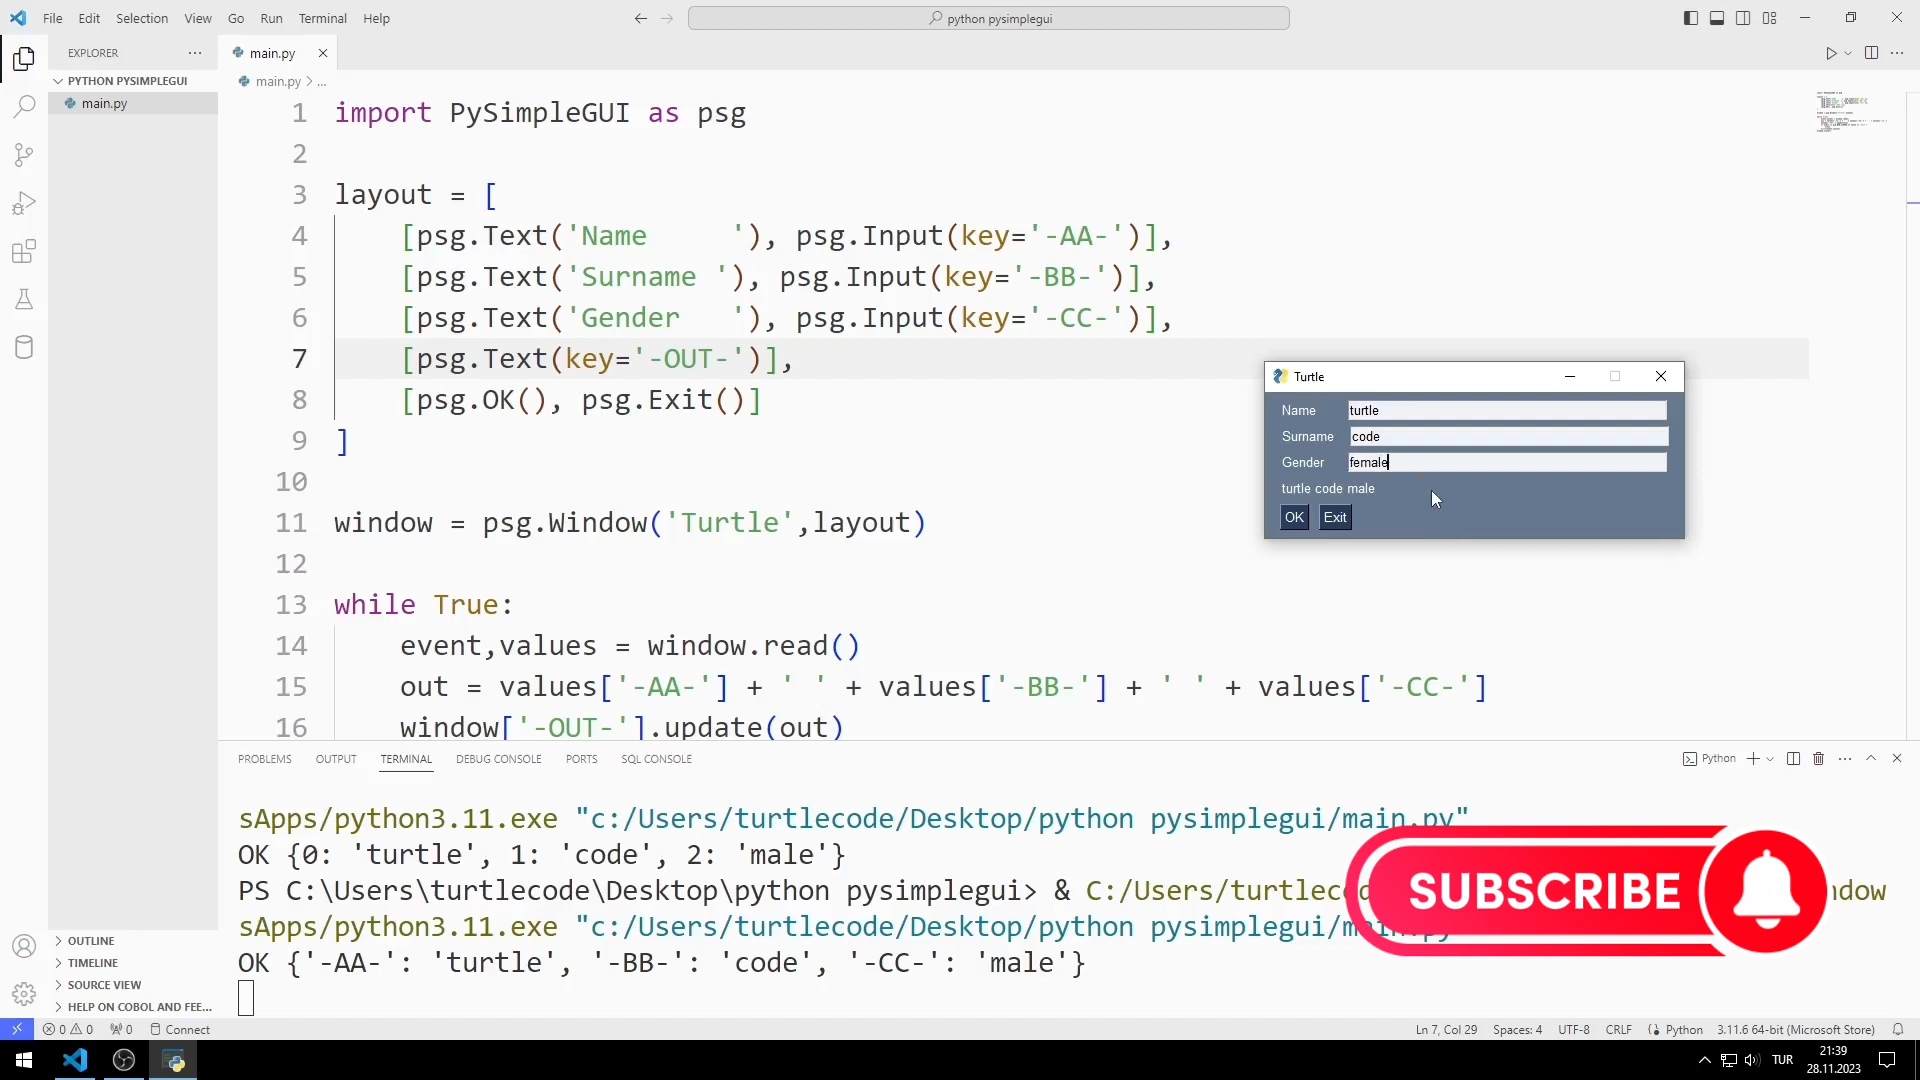 File Edit Selection View Go Run Terminal Help
python pysimplegui
EXPLORER
PYTHON PYSIMPLEGUI
main.py
main.py
main.py > ...
1 import PySimpleGUI as psg
2
3 layout = [
4 [psg.Text('Name     '), psg.Input(key='-AA-')],
5 [psg.Text('Surname '), psg.Input(key='-BB-')],
6 [psg.Text('Gender   '), psg.Input(key='-CC-')],
7 [psg.Text(key='-OUT-')],
8 [psg.OK(), psg.Exit()]
9 ]
10
11 window = psg.Window('Turtle',layout)
12
13 while True:
14 event,values = window.read()
15 out = values['-AA-'] + ' ' + values['-BB-'] + ' ' + values['-CC-']
16 window['-OUT-'].update(out)
Turtle
Name turtle
Surname code
Gender female
turtle code male
OK Exit
PROBLEMS OUTPUT TERMINAL DEBUG CONSOLE PORTS SQL CONSOLE
Python
sApps/python3.11.exe "c:/Users/turtlecode/Desktop/python pysimplegui/main.py"
OK {0: 'turtle', 1: 'code', 2: 'male'}
PS C:\Users\turtlecode\Desktop\python pysimplegui> & C:/Users/turtlec
sApps/python3.11.exe "c:/Users/turtlecode/Desktop/python pysimplegui/main.py
OK {'-AA-': 'turtle', '-BB-': 'code', '-CC-': 'male'}
SUBSCRIBE
OUTLINE
TIMELINE
SOURCE VIEW
HELP ON COBOL AND FEE...
0 0 0 Connect
Ln 7, Col 29 Spaces: 4 UTF-8 CRLF Python 3.11.6 64-bit (Microsoft Store)
TUR
21:39
28.11.2023